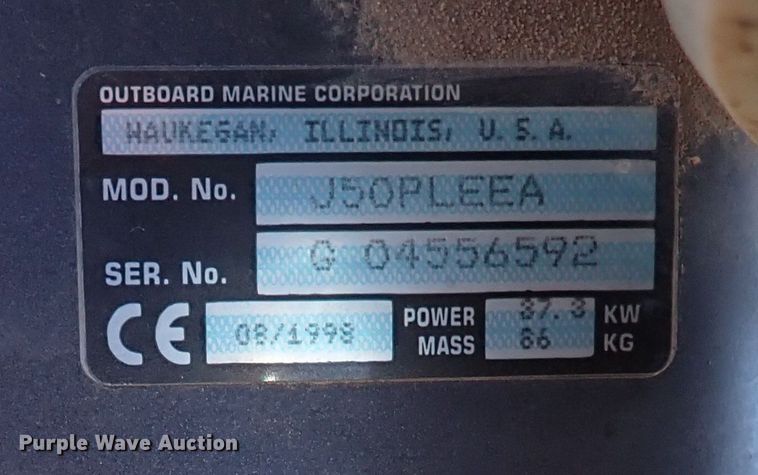 OUTBOARD MARINE CORPORATION
WAUKEGAN, ILLINOIS, U.S.A.
MOD. No. J50PLEEA
SER. No. G 04556592
CE 08/1998 POWER 37.3 KW
MASS 86 KG
Purple Wave Auction